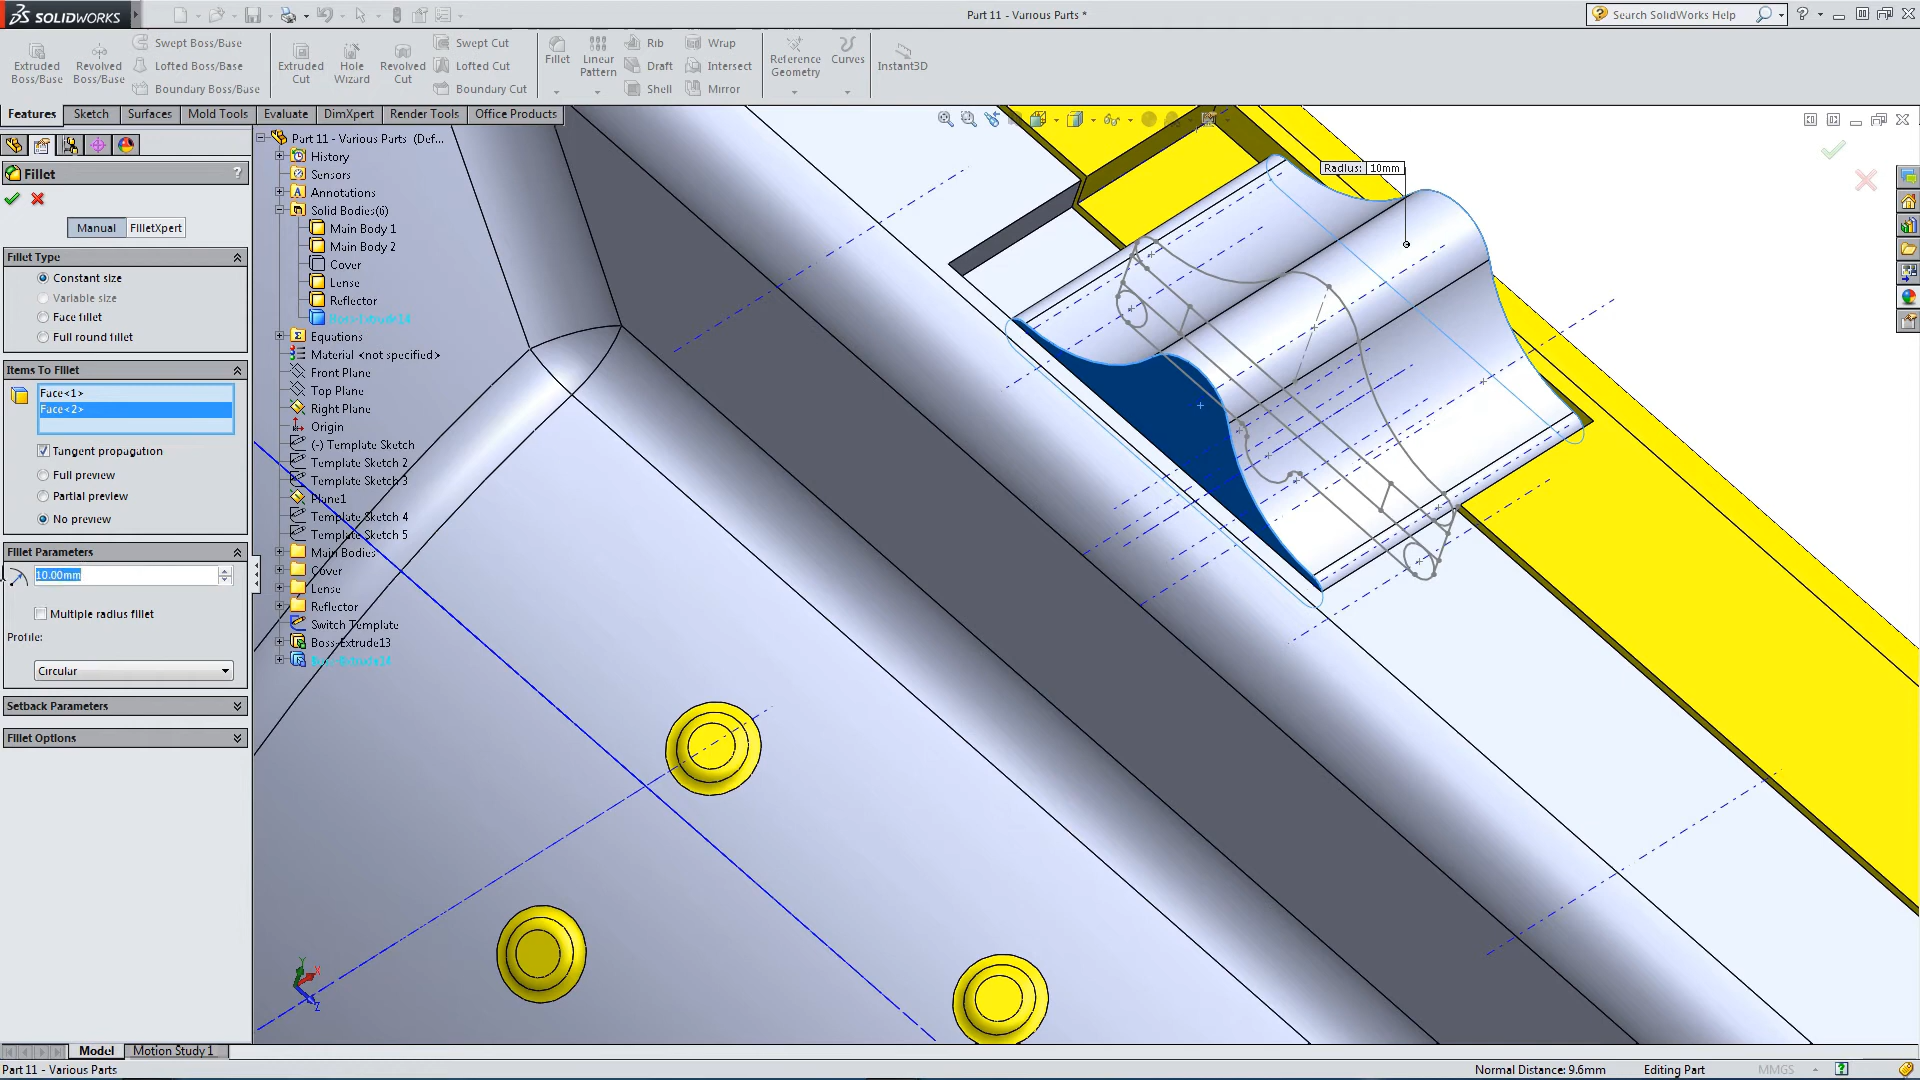 SOLIDWORKS
Part 11 - Various Parts *
Search SolidWorks Help
Extruded Boss/Base
Revolved Boss/Base
Swept Boss/Base
Lofted Boss/Base
Boundary Boss/Base
Extruded Cut
Hole Wizard
Revolved Cut
Swept Cut
Lofted Cut
Boundary Cut
Fillet
Linear Pattern
Rib
Draft
Shell
Wrap
Intersect
Mirror
Reference Geometry
Curves
Instant3D
Features
Sketch
Surfaces
Mold Tools
Evaluate
DimXpert
Render Tools
Office Products
Fillet
?
Manual
FilletXpert
Fillet Type
Constant size
Variable size
Face fillet
Full round fillet
Items To Fillet
Face<1>
Face<2>
Tangent propagation
Full preview
Partial preview
No preview
Fillet Parameters
10.00mm
Multiple radius fillet
Profile:
Circular
Setback Parameters
Fillet Options
Part 11 - Various Parts (Def...
History
Sensors
Annotations
Solid Bodies(6)
Main Body 1
Main Body 2
Cover
Lense
Reflector
Boss-Extrude14
Equations
Material <not specified>
Front Plane
Top Plane
Right Plane
Origin
(-) Template Sketch
Template Sketch 2
Template Sketch 3
Plane1
Template Sketch 4
Template Sketch 5
Main Bodies
Cover
Lense
Reflector
Switch Template
Boss-Extrude13
Boss-Extrude14
Radius: 10mm
Y
X
Z
Model
Motion Study 1
Part 11 - Various Parts
Normal Distance: 9.6mm
Editing Part
MMGS